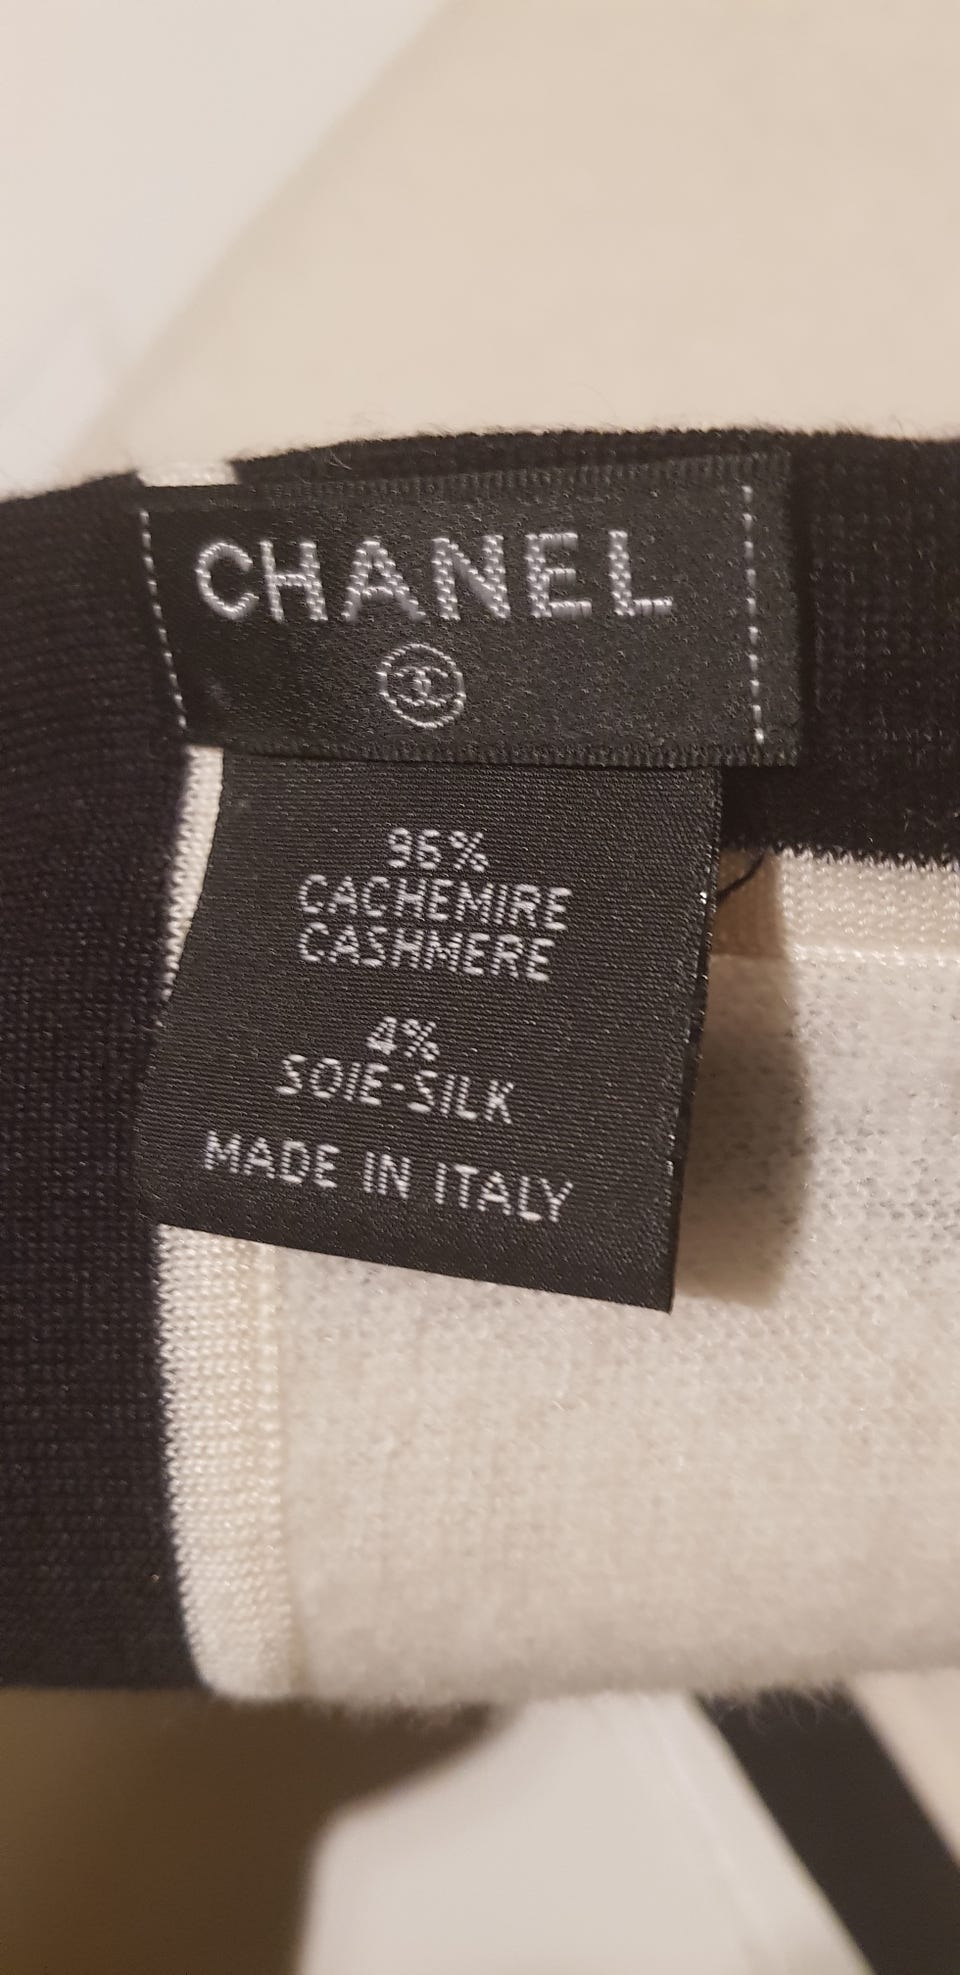 CHANEL
96%
CACHEMIRE
CASHMERE
4%
SOIE-SILK
MADE IN ITALY